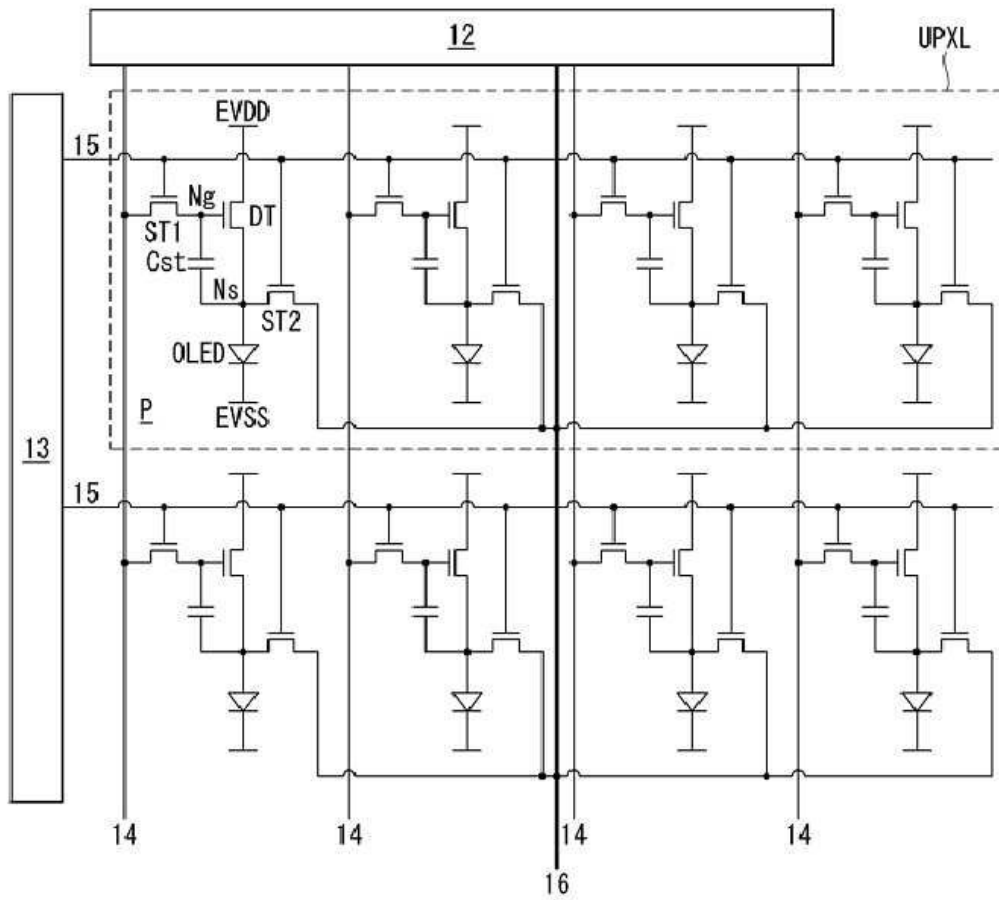 12
UPXL
EVDD
15
Ng
DT
ST1
Cst
Ns
ST2
OLED
P
EVSS
13
15
14 14 14 14
16